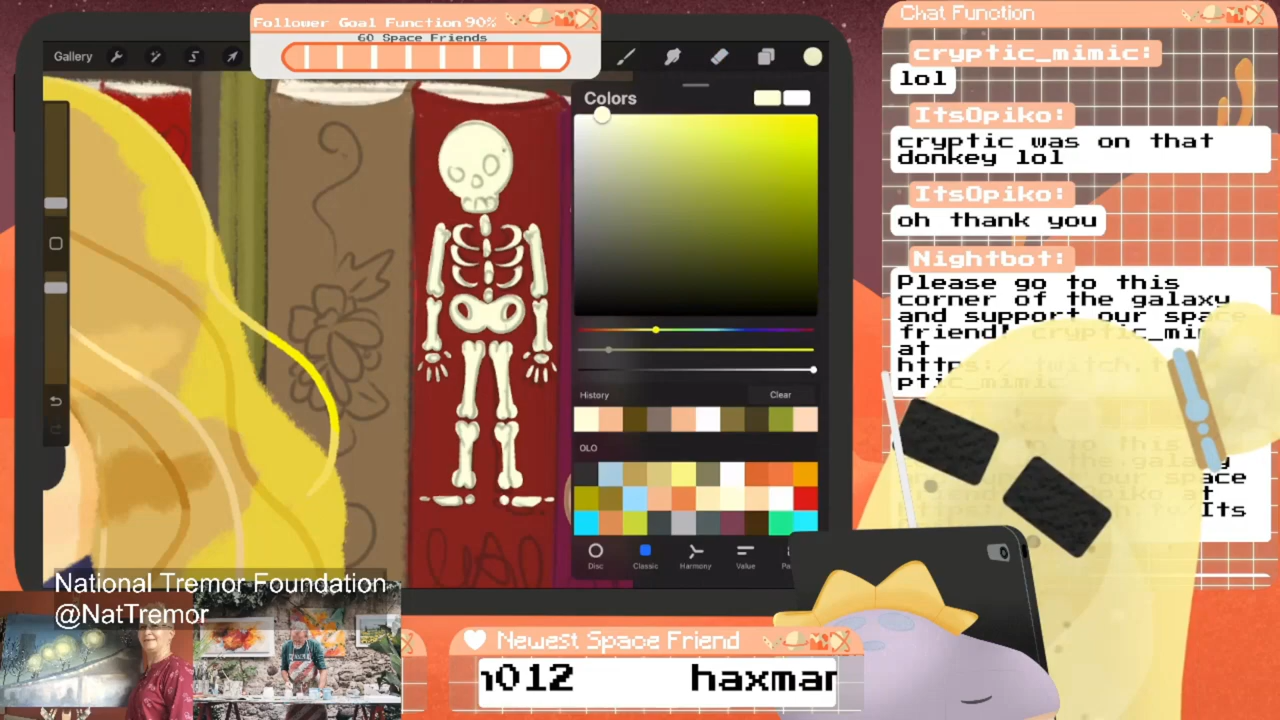 Follower Goal Function 90%
60 Space Friends
Gallery
Colors
History
Clear
OLO
Disc
Classic
Harmony
Value
Chat Function
cryptic_mimic:
lol
ItsOpiko:
cryptic was on that
donkey lol
ItsOpiko:
oh thank you
Nightbot:
Please go to this
corner of the galaxy
and support our space
friend!
at
National Tremor Foundation
@NatTremor
Newest Space Friend
012 haxmar